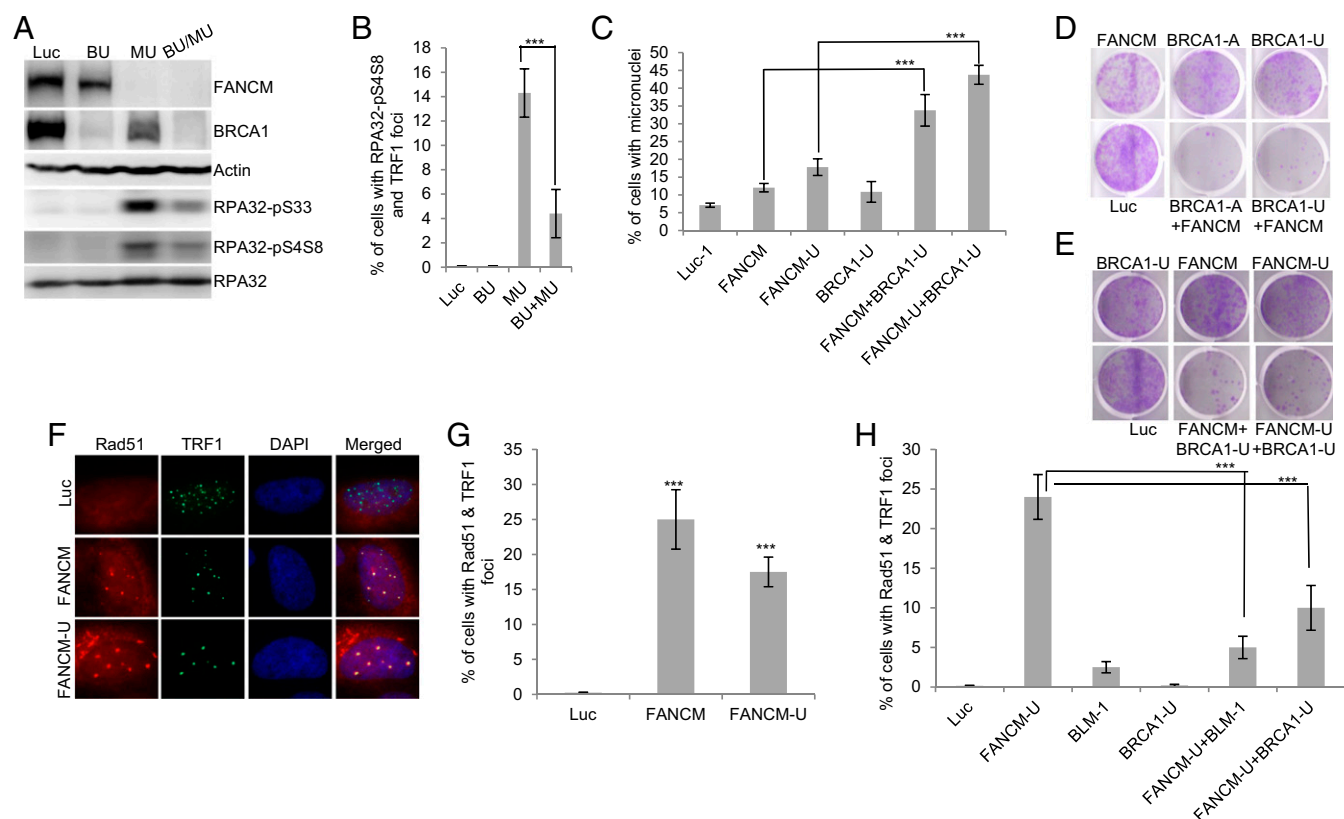 A
Luc
BU
MU
BU/MU
FANCM
BRCA1
Actin
RPA32-pS33
RPA32-pS4S8
RPA32
B
% of cells with RPA32-pS4S8
and TRF1 foci
18
16
14
12
10
8
6
4
2
0
***
Luc
BU
MU
BU+MU
C
% of cells with micronuclei
50
45
40
35
30
25
20
15
10
5
0
***
***
Luc-1
FANCM
FANCM-U
BRCA1-U
FANCM+BRCA1-U
FANCM-U+BRCA1-U
D
FANCM
BRCA1-A
BRCA1-U
Luc
BRCA1-A
+FANCM
BRCA1-U
+FANCM
E
BRCA1-U
FANCM
FANCM-U
Luc
FANCM+
BRCA1-U
FANCM-U
+BRCA1-U
F
Rad51
TRF1
DAPI
Merged
Luc
FANCM
FANCM-U
G
% of cells with Rad51 & TRF1
foci
35
30
25
20
15
10
5
0
***
***
Luc
FANCM
FANCM-U
H
% of cells with Rad51 & TRF1 foci
30
25
20
15
10
5
0
***
***
Luc
FANCM-U
BLM-1
BRCA1-U
FANCM-U+BLM-1
FANCM-U+BRCA1-U